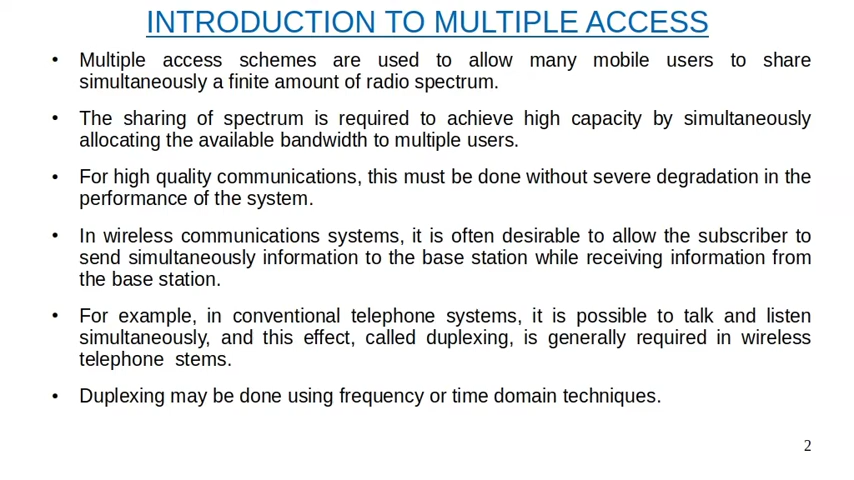 INTRODUCTION TO MULTIPLE ACCESS
• Multiple access schemes are used to allow many mobile users to share
simultaneously a finite amount of radio spectrum.
• The sharing of spectrum is required to achieve high capacity by simultaneously
allocating the available bandwidth to multiple users.
• For high quality communications, this must be done without severe degradation in the
performance of the system.
• In wireless communications systems, it is often desirable to allow the subscriber to
send simultaneously information to the base station while receiving information from
the base station.
• For example, in conventional telephone systems, it is possible to talk and listen
simultaneously, and this effect, called duplexing, is generally required in wireless
telephone stems.
• Duplexing may be done using frequency or time domain techniques.
2